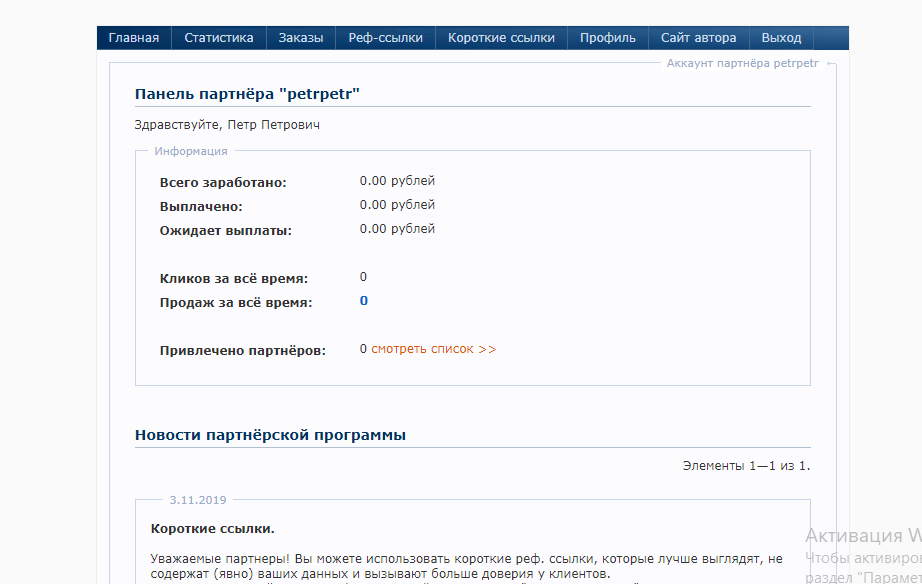 Главная Статистика Заказы Реф-ссылки Короткие ссылки Профиль Сайт автора Выход
Аккаунт партнёра petrpetr ←
Панель партнёра "petrpetr"
Здравствуйте, Петр Петрович
Информация
Всего заработано: 0.00 рублей
Выплачено: 0.00 рублей
Ожидает выплаты: 0.00 рублей
Кликов за всё время: 0
Продаж за всё время: 0
Привлечено партнёров: 0 смотреть список >>
Новости партнёрской программы
Элементы 1—1 из 1.
3.11.2019
Короткие ссылки.
Уважаемые партнеры! Вы можете использовать короткие реф. ссылки, которые лучше выглядят, не
содержат (явно) ваших данных и вызывают больше доверия у клиентов.
Активация W
Чтобы активиров
раздел "Парамет